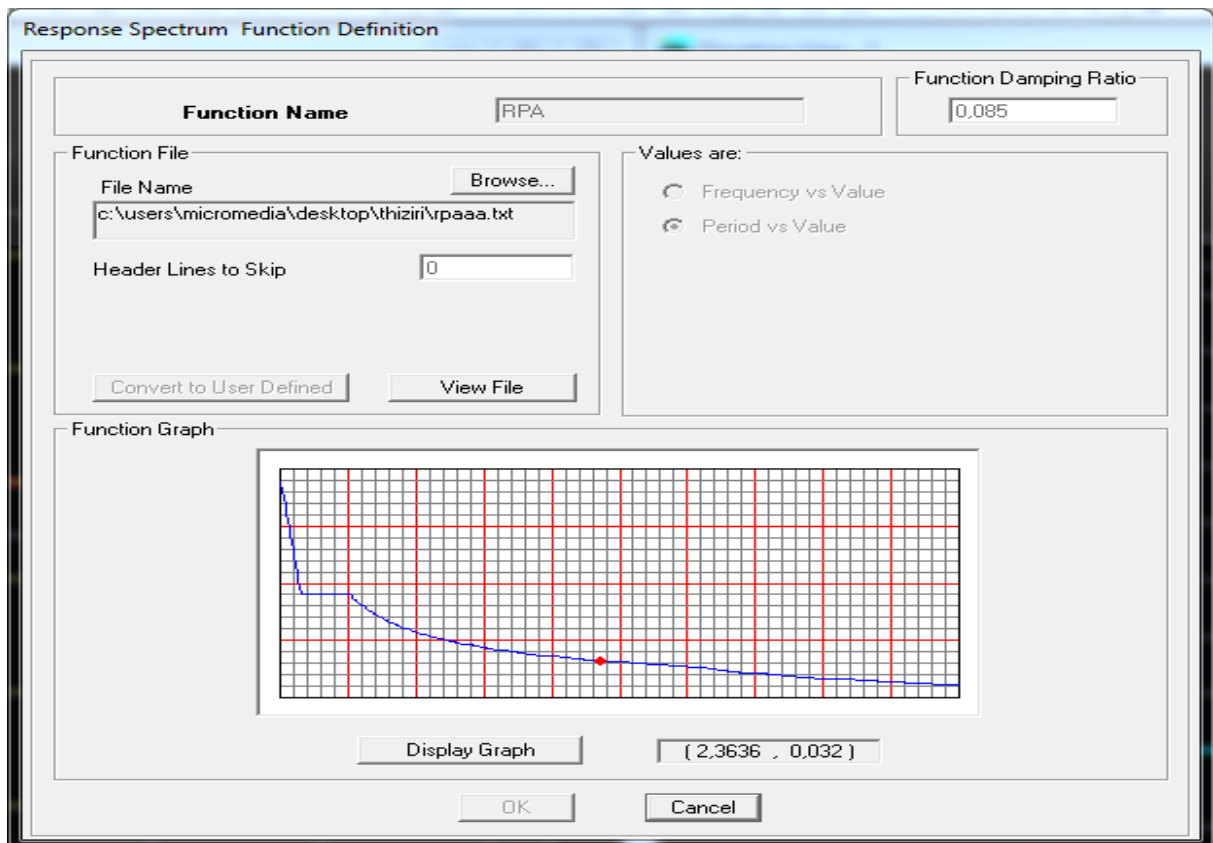 Response Spectrum Function Definition
Function Name
RPA
Function Damping Ratio
0,085
Function File
File Name
Browse...
c:\users\micromedia\desktop\thiziri\rpaaa.txt
Header Lines to Skip
0
Convert to User Defined
View File
Values are:
Frequency vs Value
Period vs Value
Function Graph
Display Graph
( 2,3636 , 0,032 )
OK
Cancel